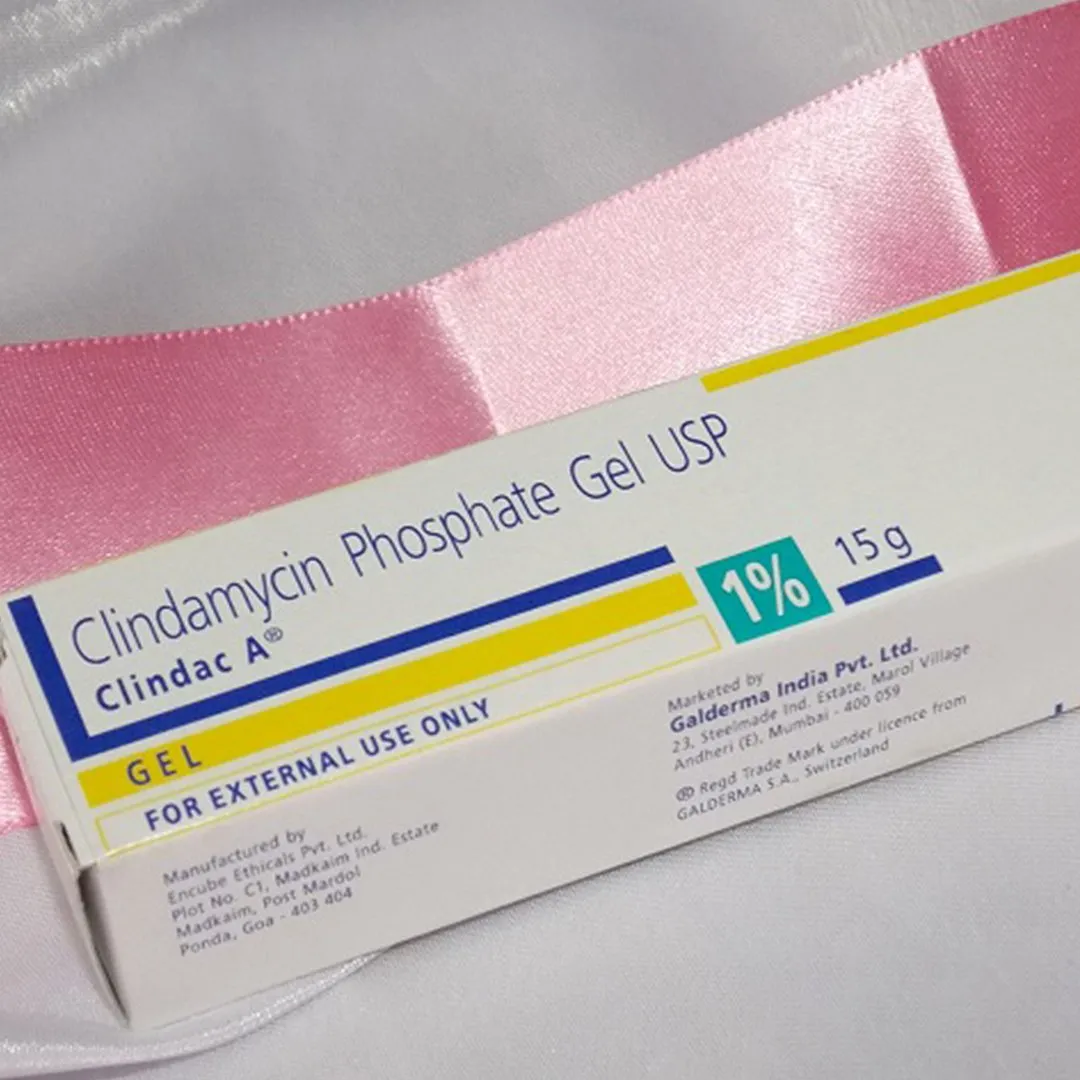 Clindamycin Phosphate Gel USP
Clindac A®
1%
15 g
GEL
FOR EXTERNAL USE ONLY
Manufactured by
Encube Ethicals Pvt. Ltd.
Plot No. C1, Madkaim Ind. Estate
Madkaim, Post Mardol
Ponda, Goa - 403 404
Marketed by
Galderma India Pvt. Ltd.
23, Steelmade Ind. Estate, Marol Village
Andheri (E), Mumbai - 400 059
® Regd Trade Mark under licence from
GALDERMA S.A., Switzerland